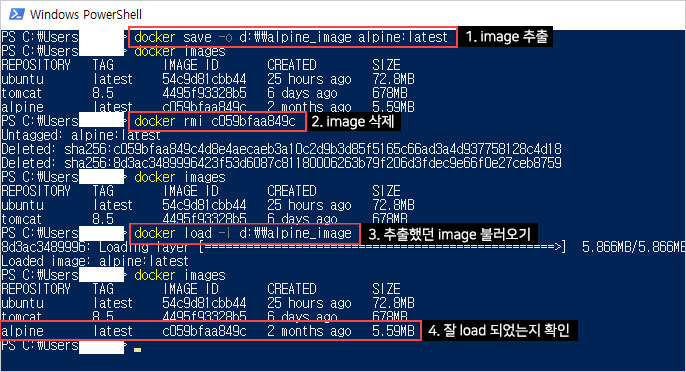 Windows PowerShell
PS C:\Users > docker save -o d:\\alpine_image alpine:latest 1. image 추출
PS C:\Users > docker images
REPOSITORY TAG IMAGE ID CREATED SIZE
ubuntu latest 54c9d81cbb44 25 hours ago 72.8MB
tomcat 8.5 4495f93328b5 6 days ago 678MB
alpine latest c059bfaa849c 2 months ago 5.59MB
PS C:\Users > docker rmi c059bfaa849c 2. image 삭제
Untagged: alpine:latest
Deleted: sha256:c059bfaa849c4d8e4aecaeb3a10c2d9b3d85f5165c66ad3a4d937758128c4d18
Deleted: sha256:8d3ac3489996423f53d6087c81180006263b79f206d3fdec9e66f0e27ceb8759
PS C:\Users > docker images
REPOSITORY TAG IMAGE ID CREATED SIZE
ubuntu latest 54c9d81cbb44 25 hours ago 72.8MB
tomcat 8.5 4495f93328b5 6 days ago 678MB
PS C:\Users > docker load -i d:\\alpine_image 3. 추출했던 image 불러오기
8d3ac3489996: Loading layer [==================================================>] 5.866MB/5.866MB
Loaded image: alpine:latest
PS C:\Users > docker images
REPOSITORY TAG IMAGE ID CREATED SIZE
ubuntu latest 54c9d81cbb44 25 hours ago 72.8MB
tomcat 8.5 4495f93328b5 6 days ago 678MB
alpine latest c059bfaa849c 2 months ago 5.59MB 4. 잘 load 되었는지 확인
PS C:\Users >